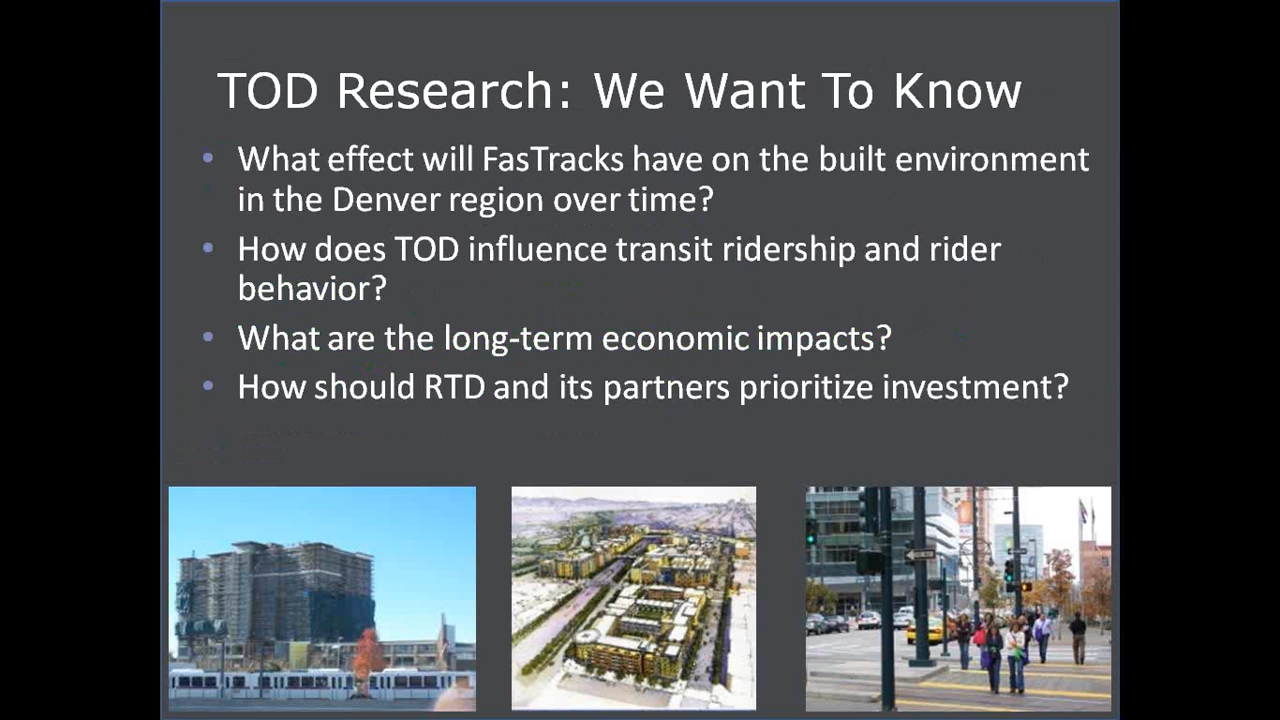 TOD Research: We Want To Know
• What effect will FasTracks have on the built environment
in the Denver region over time?
• How does TOD influence transit ridership and rider
behavior?
• What are the long-term economic impacts?
• How should RTD and its partners prioritize investment?